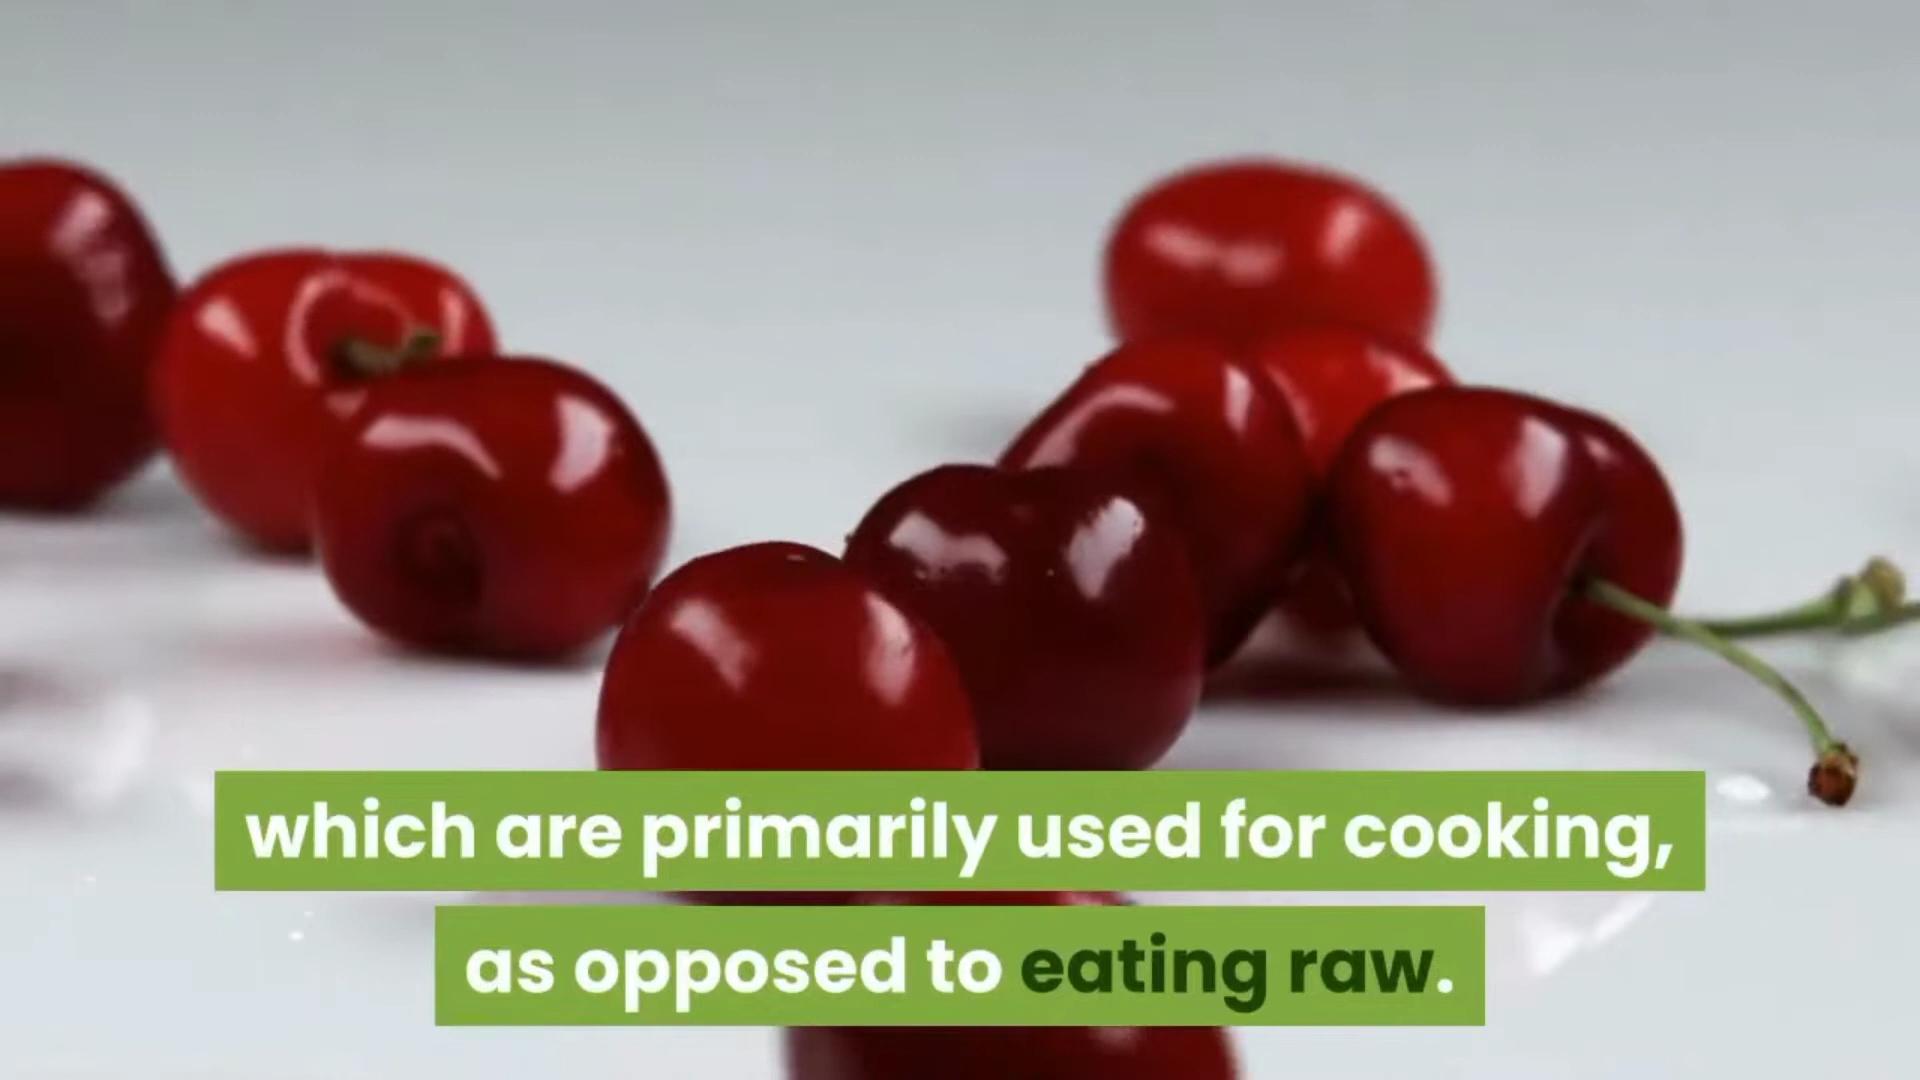 which are primarily used for cooking,
as opposed to eating raw.